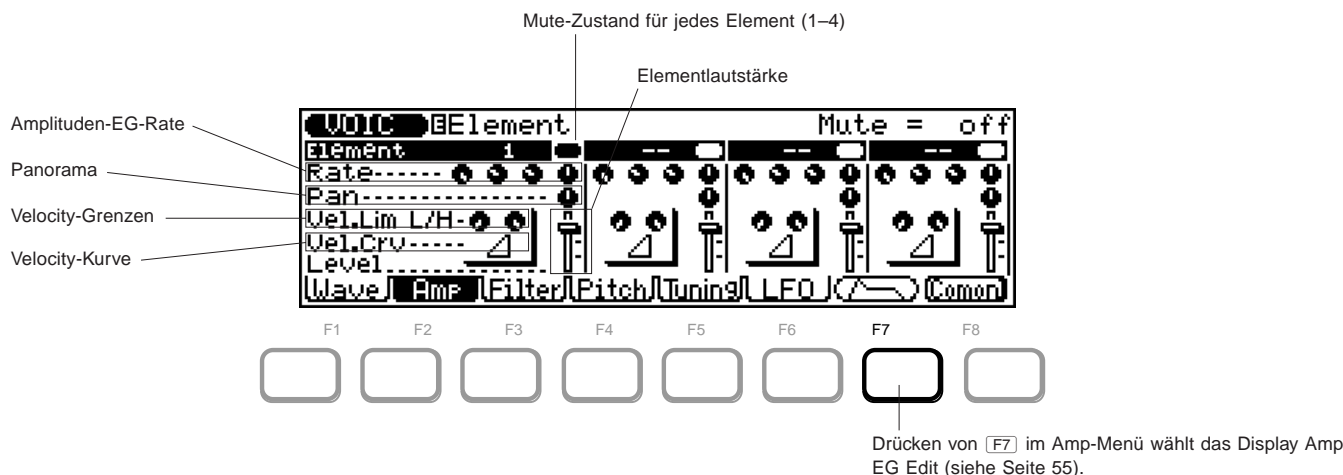 Mute-Zustand für jedes Element (1–4)
Elementlautstärke
Amplituden-EG-Rate
Panorama
Velocity-Grenzen
Velocity-Kurve
VOIC E Element Mute = off
Element 1 -- -- --
Rate------
Pan----------------
Vel.Lim L/H-
Vel.Crv-----
Level................
Wave Amp Filter Pitch Tuning LFO Comon
F1 F2 F3 F4 F5 F6 F7 F8
Drücken von F7 im Amp-Menü wählt das Display Amp
EG Edit (siehe Seite 55).